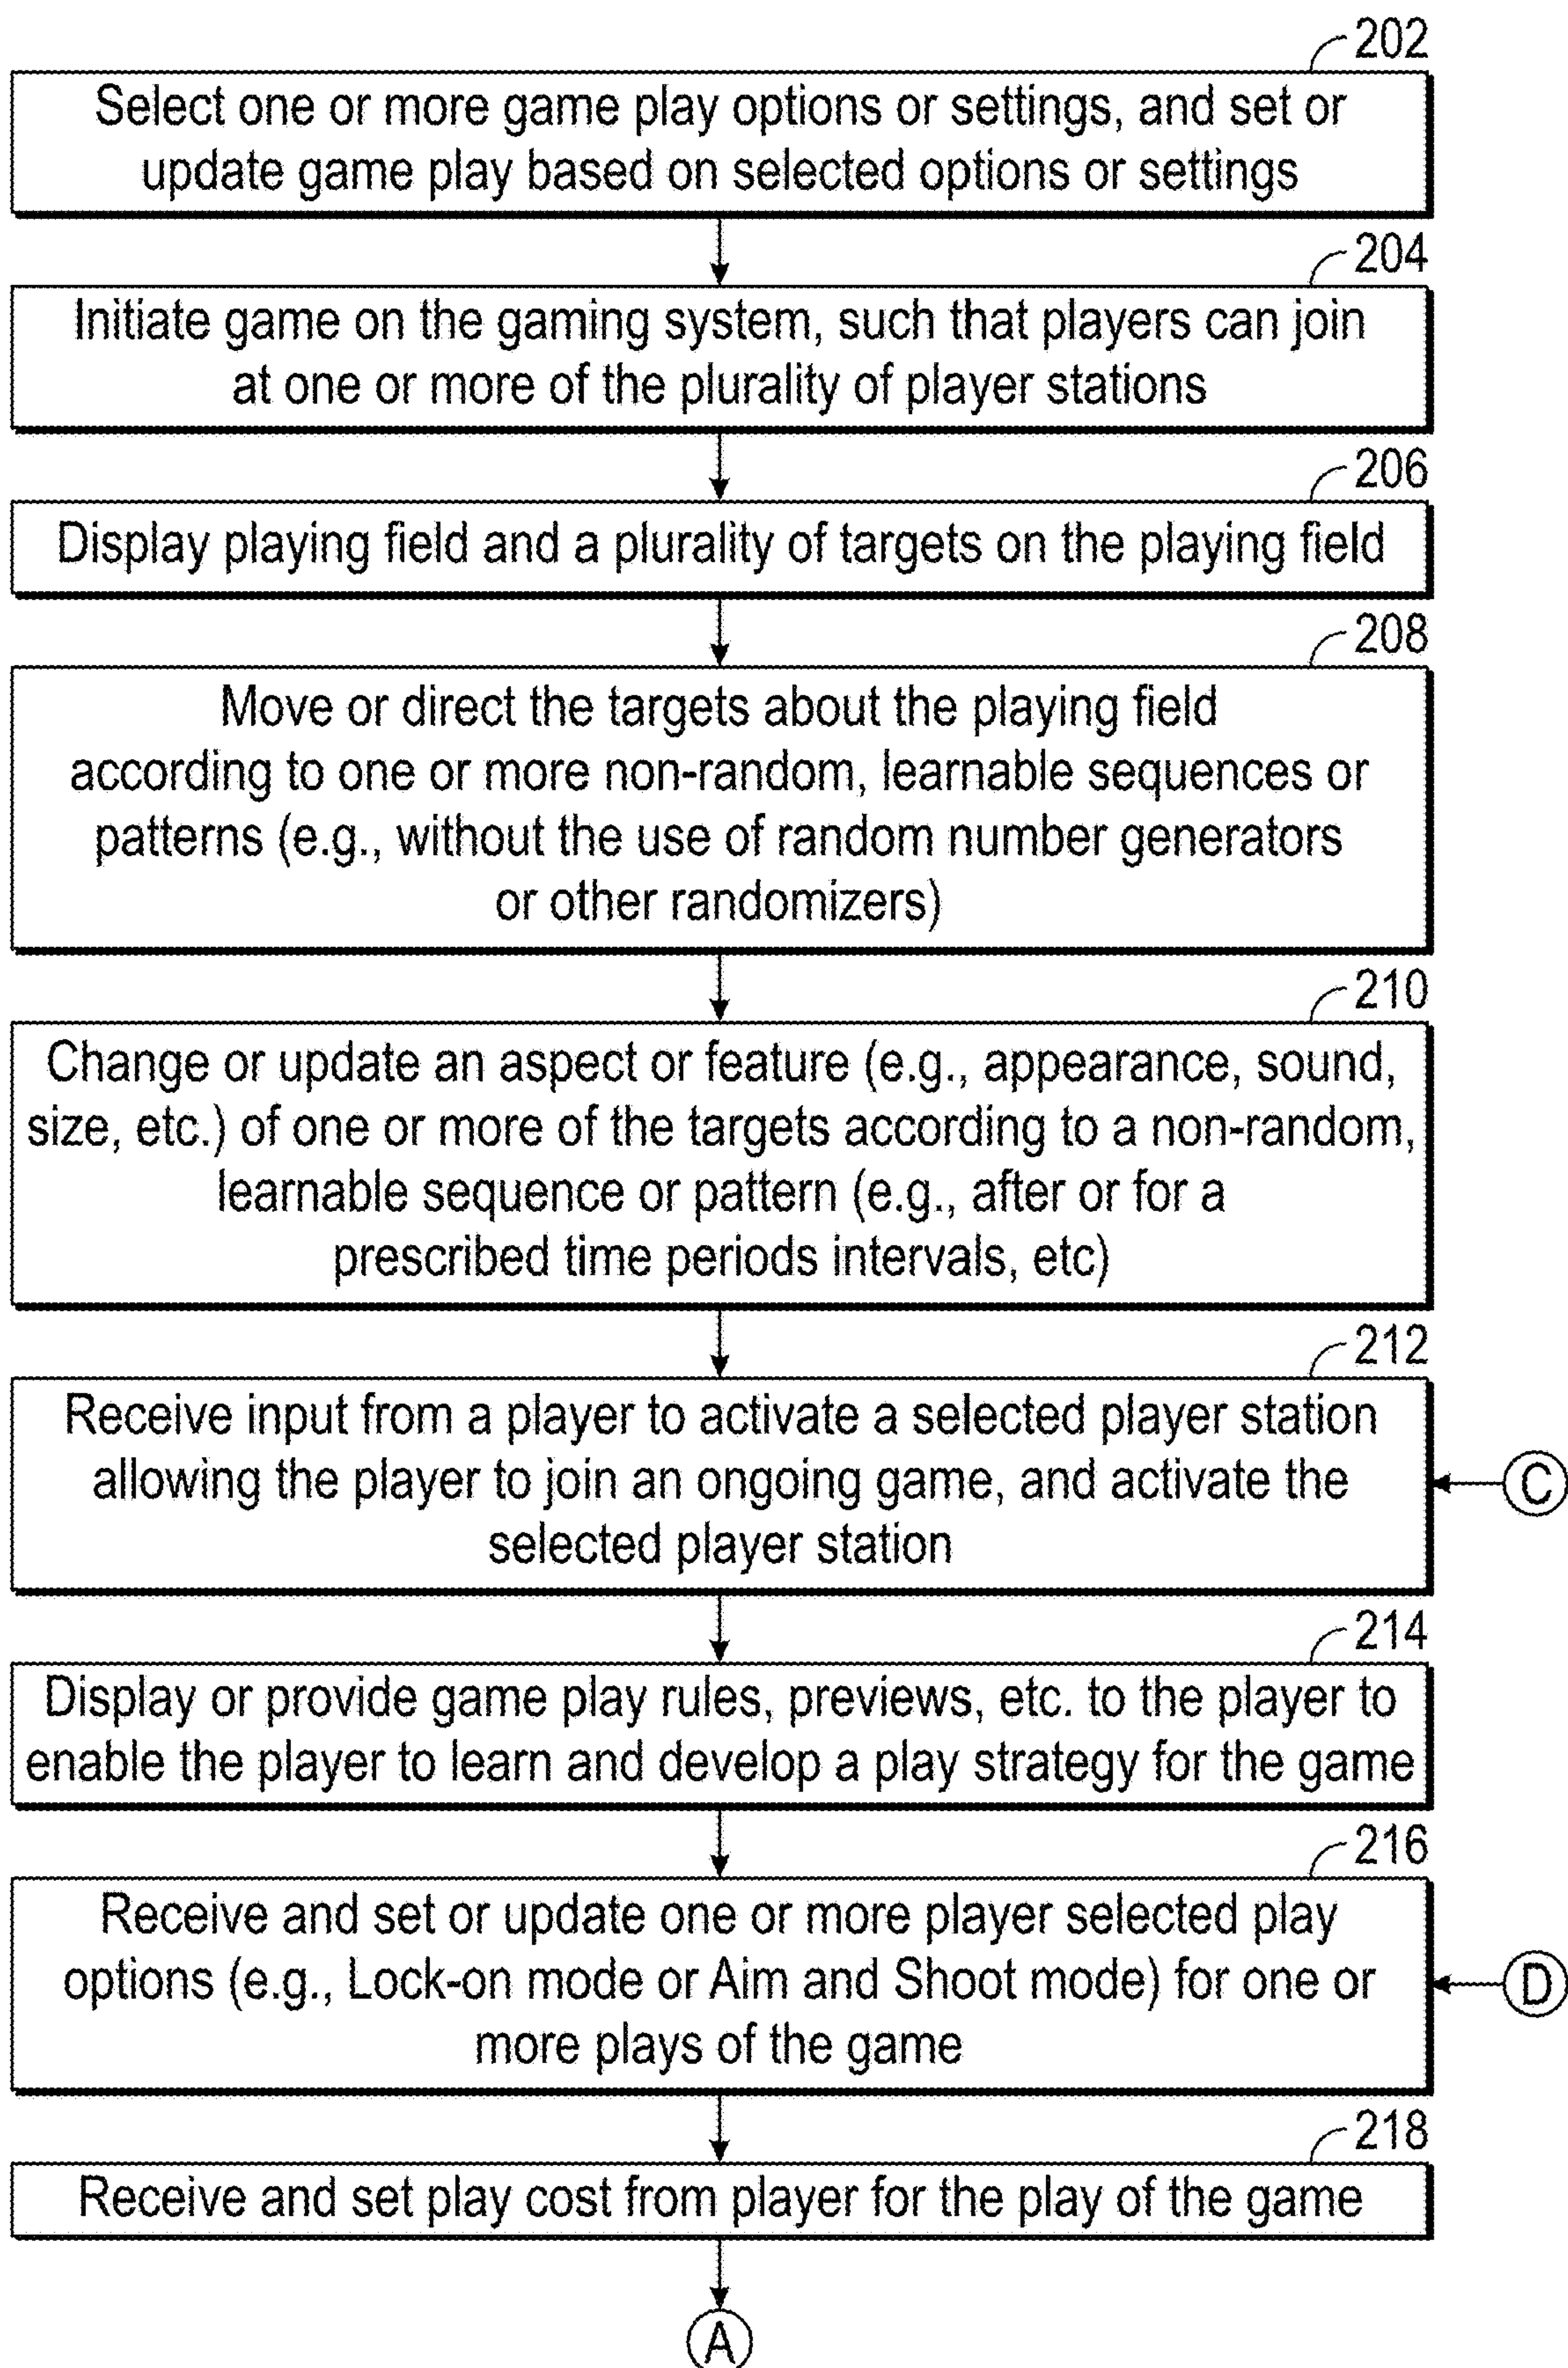 202
Select one or more game play options or settings, and set or
update game play based on selected options or settings
204
Initiate game on the gaming system, such that players can join
at one or more of the plurality of player stations
206
Display playing field and a plurality of targets on the playing field
208
Move or direct the targets about the playing field
according to one or more non-random, learnable sequences or
patterns (e.g., without the use of random number generators
or other randomizers)
210
Change or update an aspect or feature (e.g., appearance, sound,
size, etc.) of one or more of the targets according to a non-random,
learnable sequence or pattern (e.g., after or for a
prescribed time periods intervals, etc)
212
Receive input from a player to activate a selected player station
allowing the player to join an ongoing game, and activate the
selected player station
C
214
Display or provide game play rules, previews, etc. to the player to
enable the player to learn and develop a play strategy for the game
216
Receive and set or update one or more player selected play
options (e.g., Lock-on mode or Aim and Shoot mode) for one or
more plays of the game
D
218
Receive and set play cost from player for the play of the game
A